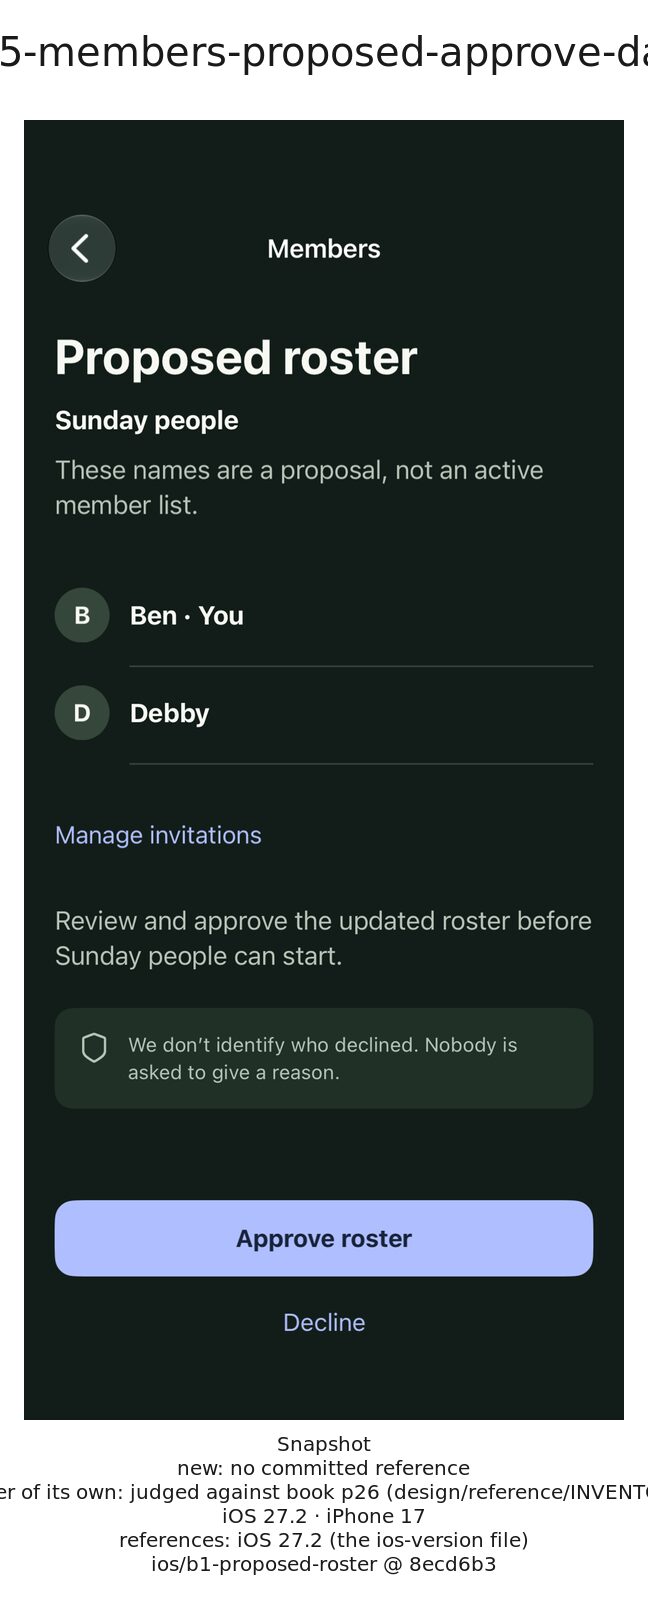 5-members-proposed-approve-da
Members
Proposed roster
Sunday people
These names are a proposal, not an active
member list.
B
Ben · You
D
Debby
Manage invitations
Review and approve the updated roster before
Sunday people can start.
We don’t identify who declined. Nobody is
asked to give a reason.
Approve roster
Decline
Snapshot
new: no committed reference
er of its own: judged against book p26 (design/reference/INVENTO
iOS 27.2 · iPhone 17
references: iOS 27.2 (the ios-version file)
ios/b1-proposed-roster @ 8ecd6b3